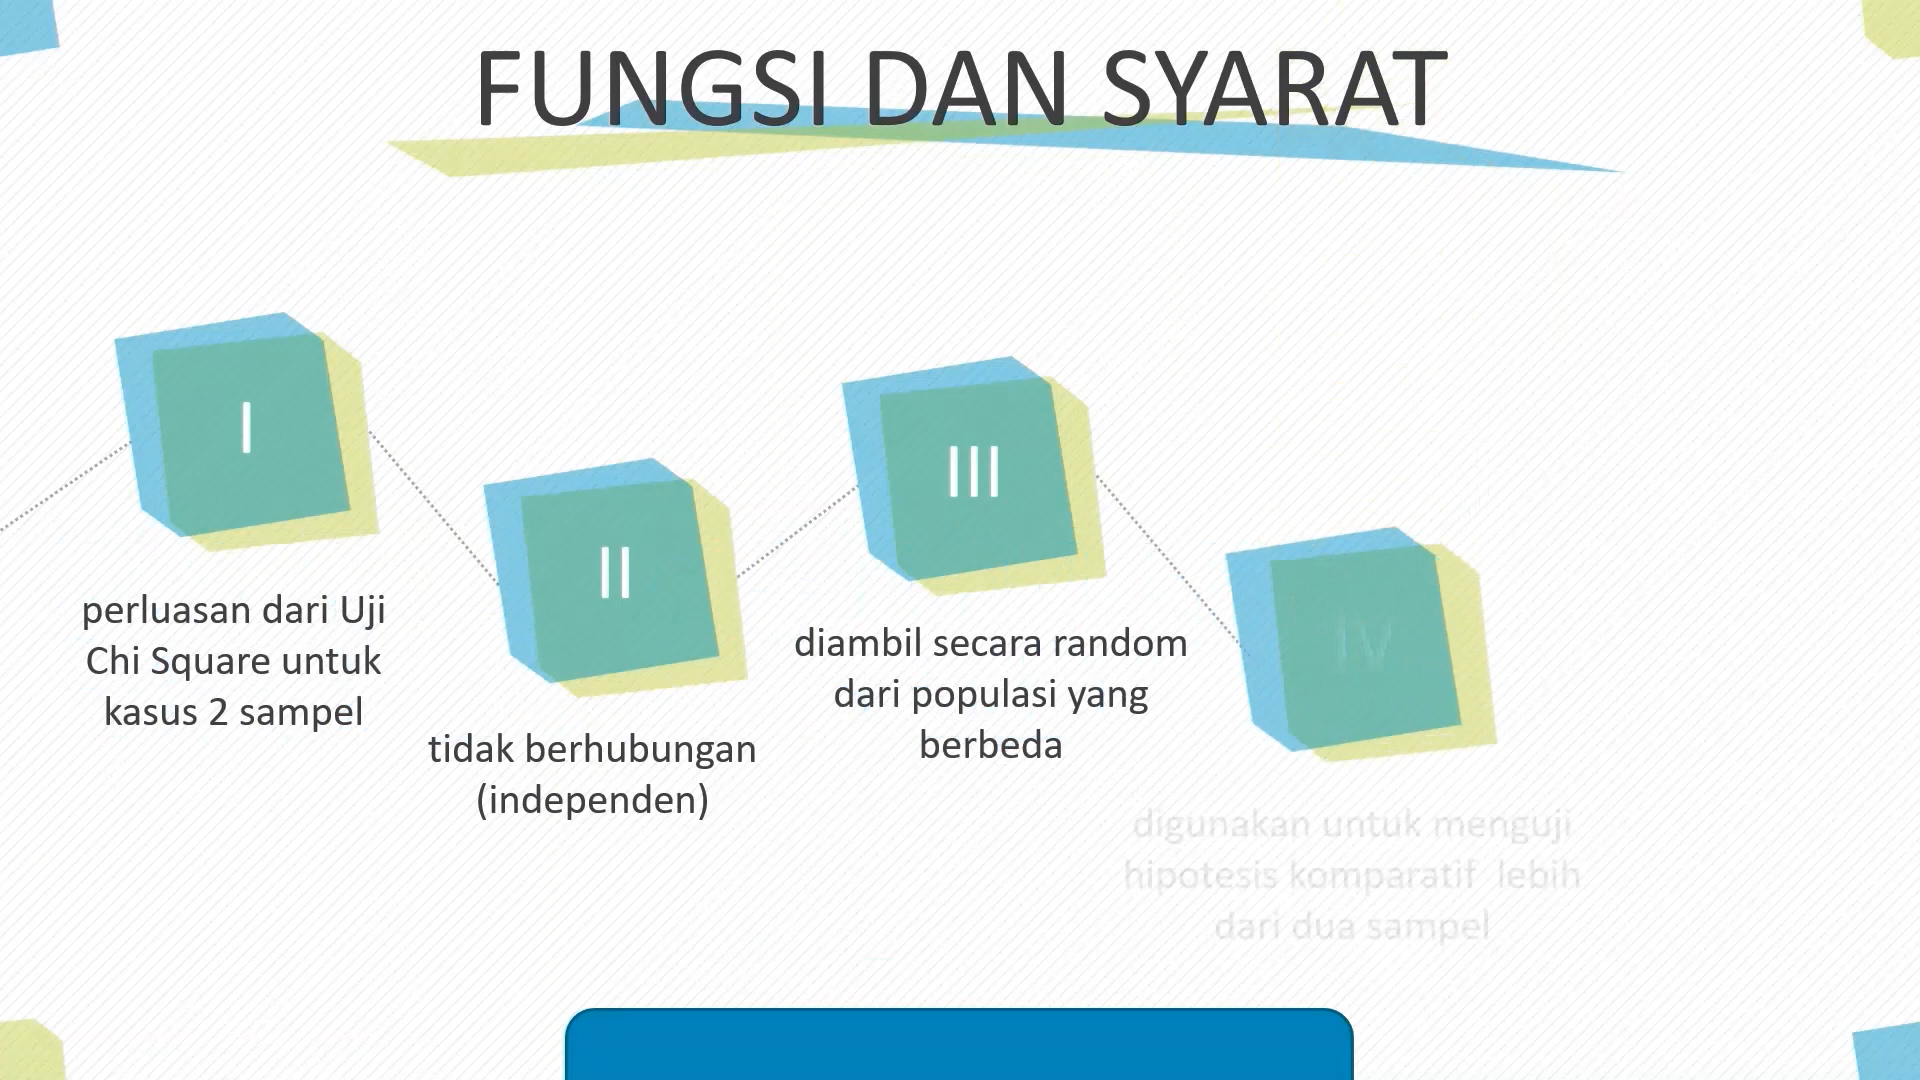 FUNGSI DAN SYARAT
I
perluasan dari Uji
Chi Square untuk
kasus 2 sampel
II
tidak berhubungan
(independen)
III
diambil secara random
dari populasi yang
berbeda
IV
digunakan untuk menguji
hipotesis komparatif  lebih
dari dua sampel